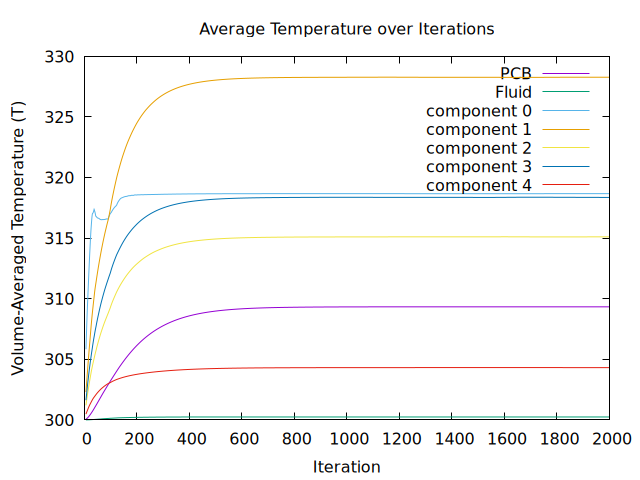 Average Temperature over Iterations
Volume-Averaged Temperature (T)
330
325
320
315
310
305
300
PCB
Fluid
component 0
component 1
component 2
component 3
component 4
0 200 400 600 800 1000 1200 1400 1600 1800 2000
Iteration